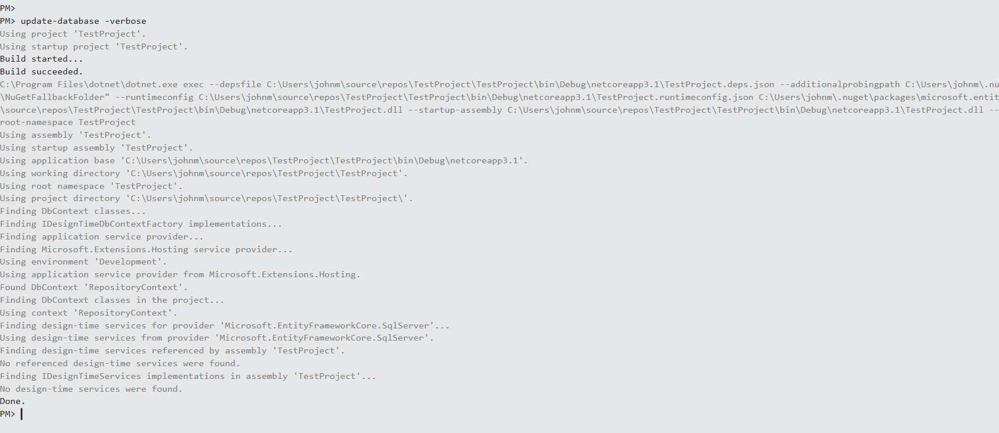 PM>
PM> update-database -verbose
Using project 'TestProject'.
Using startup project 'TestProject'.
Build started...
Build succeeded.
C:\Program Files\dotnet\dotnet.exe exec --depsfile C:\Users\johnm\source\repos\TestProject\TestProject\bin\Debug\netcoreapp3.1\TestProject.deps.json --additionalprobingpath C:\Users\johnm\.nu
\NuGetFallbackFolder" --runtimeconfig C:\Users\johnm\source\repos\TestProject\TestProject\bin\Debug\netcoreapp3.1\TestProject.runtimeconfig.json C:\Users\johnm\.nuget\packages\microsoft.entit
\source\repos\TestProject\TestProject\bin\Debug\netcoreapp3.1\TestProject.dll --startup-assembly C:\Users\johnm\source\repos\TestProject\TestProject\bin\Debug\netcoreapp3.1\TestProject.dll --
root-namespace TestProject
Using assembly 'TestProject'.
Using startup assembly 'TestProject'.
Using application base 'C:\Users\johnm\source\repos\TestProject\TestProject\bin\Debug\netcoreapp3.1'.
Using working directory 'C:\Users\johnm\source\repos\TestProject\TestProject'.
Using root namespace 'TestProject'.
Using project directory 'C:\Users\johnm\source\repos\TestProject\TestProject\'.
Finding DbContext classes...
Finding IDesignTimeDbContextFactory implementations...
Finding application service provider...
Finding Microsoft.Extensions.Hosting service provider...
Using environment 'Development'.
Using application service provider from Microsoft.Extensions.Hosting.
Found DbContext 'RepositoryContext'.
Finding DbContext classes in the project...
Using context 'RepositoryContext'.
Finding design-time services for provider 'Microsoft.EntityFrameworkCore.SqlServer'...
Using design-time services from provider 'Microsoft.EntityFrameworkCore.SqlServer'.
Finding design-time services referenced by assembly 'TestProject'.
No referenced design-time services were found.
Finding IDesignTimeServices implementations in assembly 'TestProject'...
No design-time services were found.
Done.
PM>